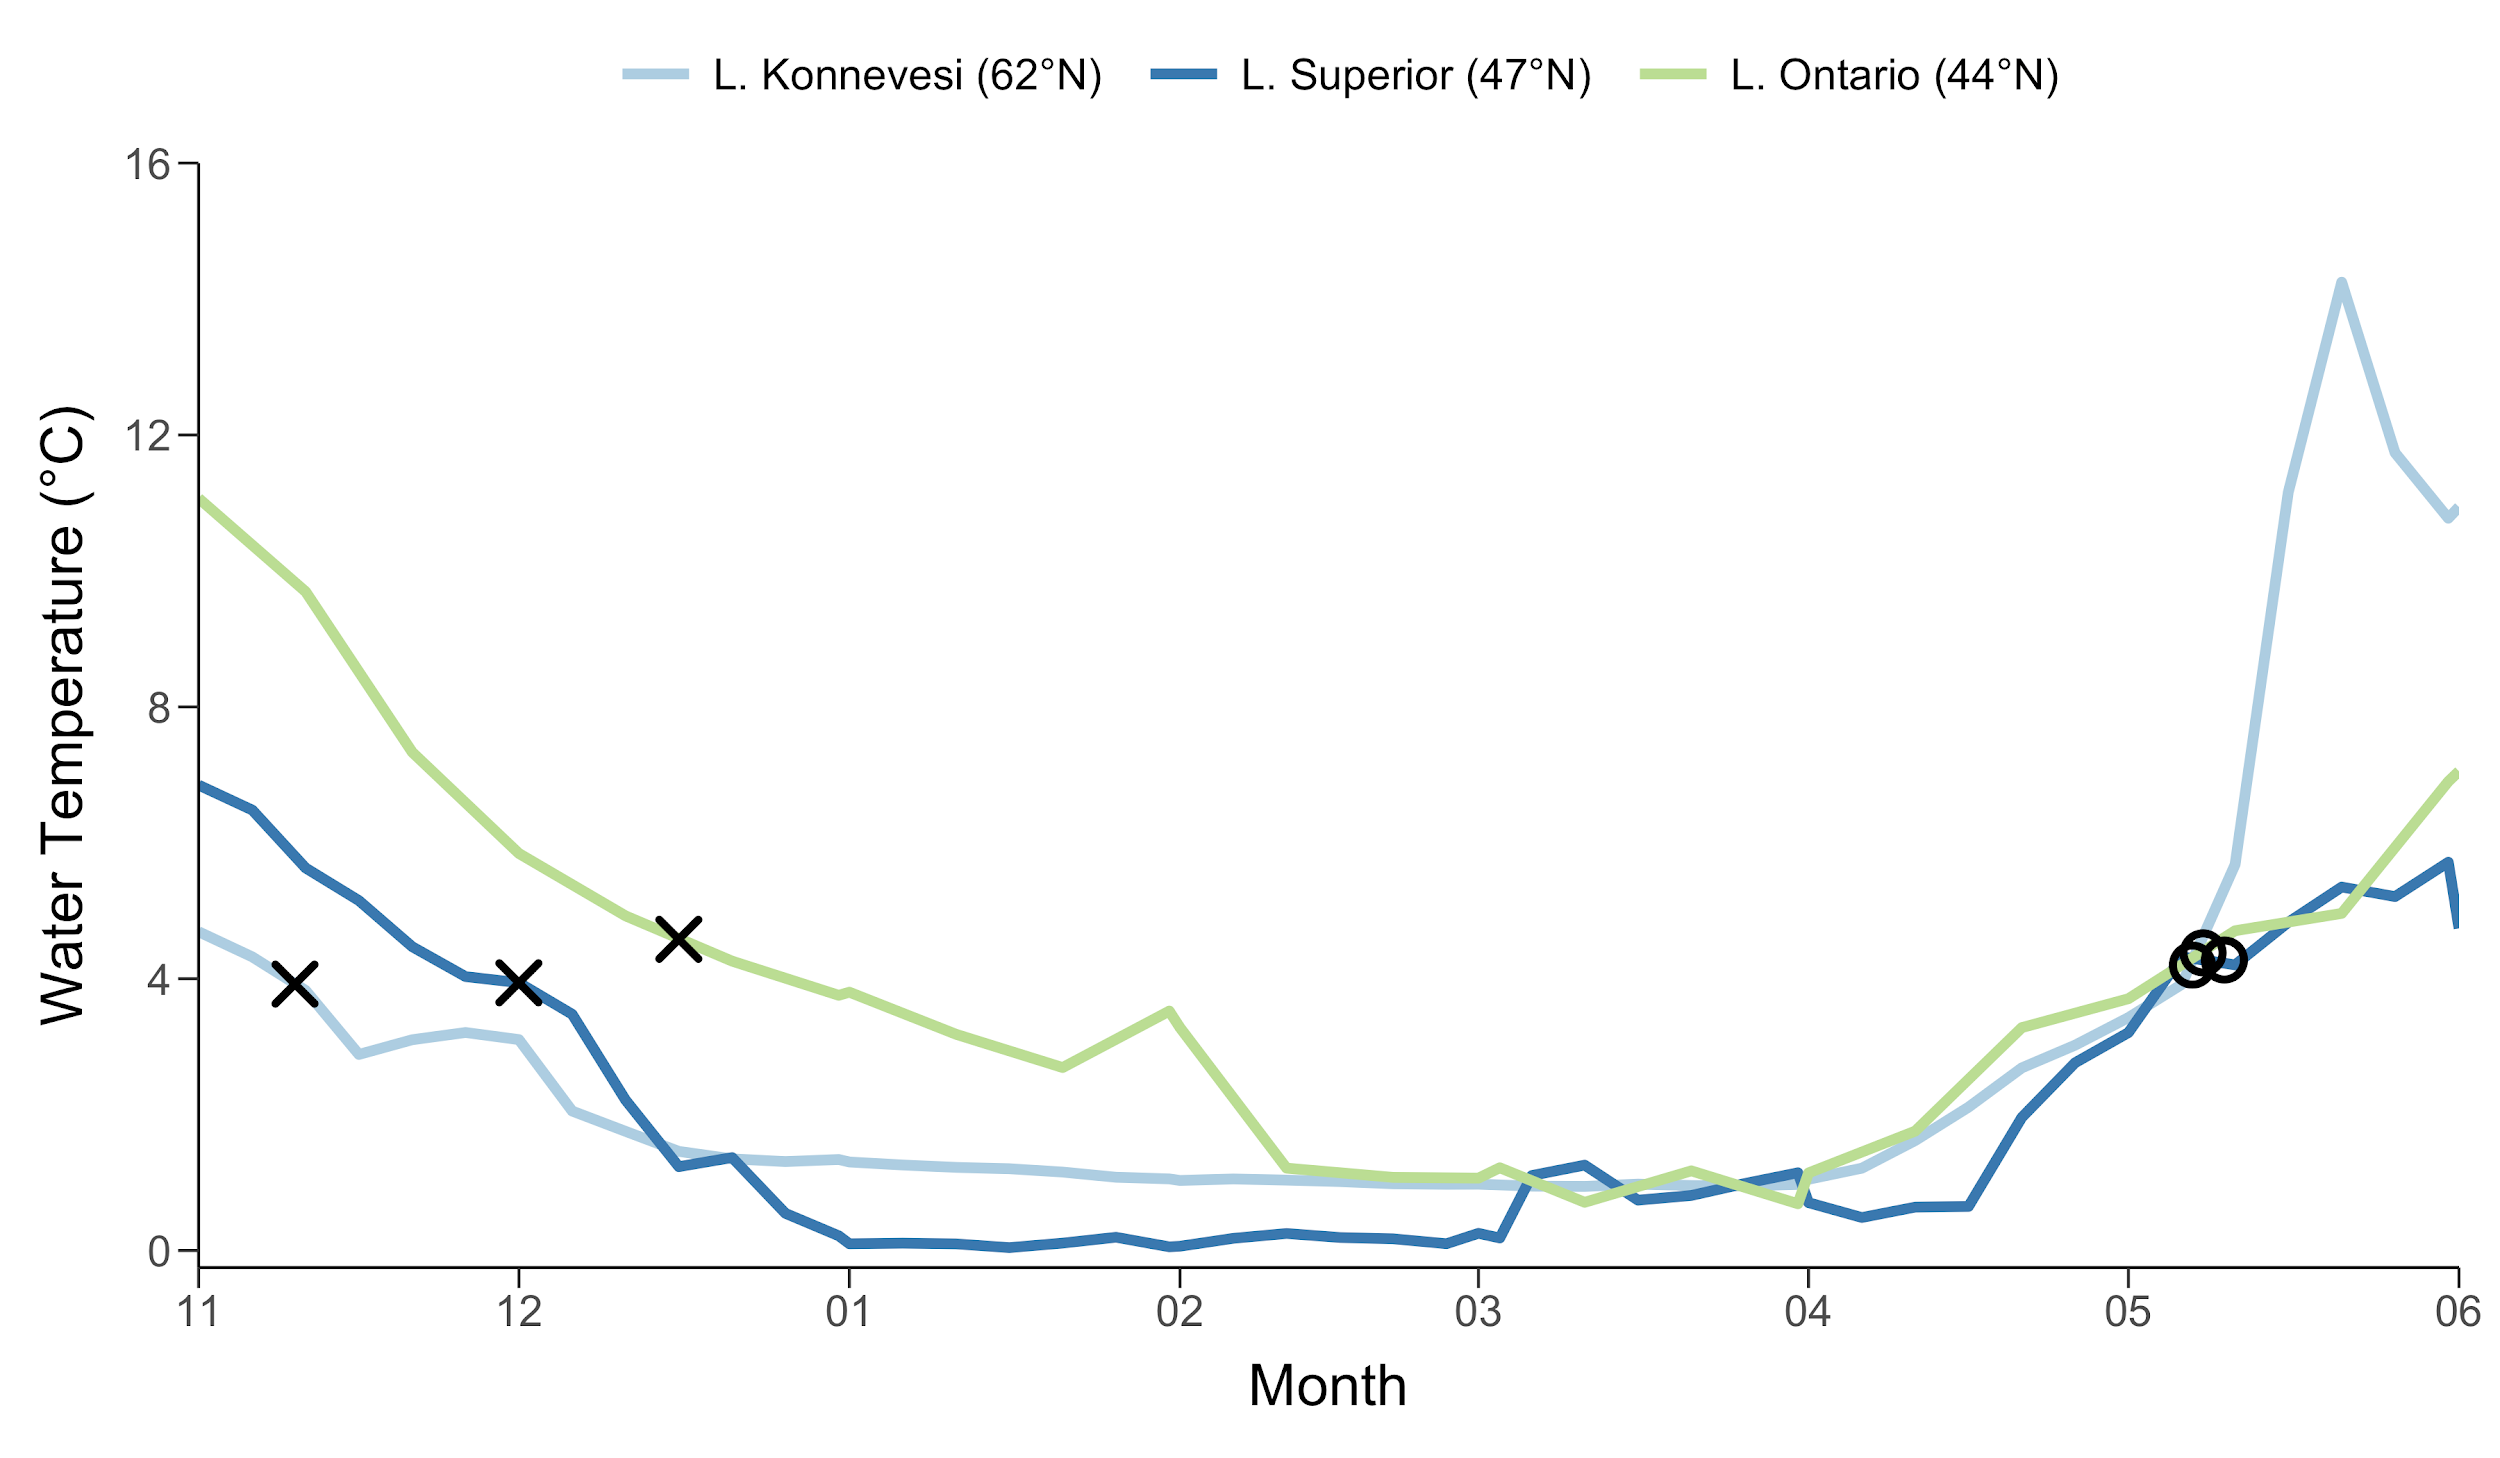 L. Konnevesi (62°N) L. Superior (47°N) L. Ontario (44°N)
16
12
8
4
0
Water Temperature (°C)
11 12 01 02 03 04 05 06
Month